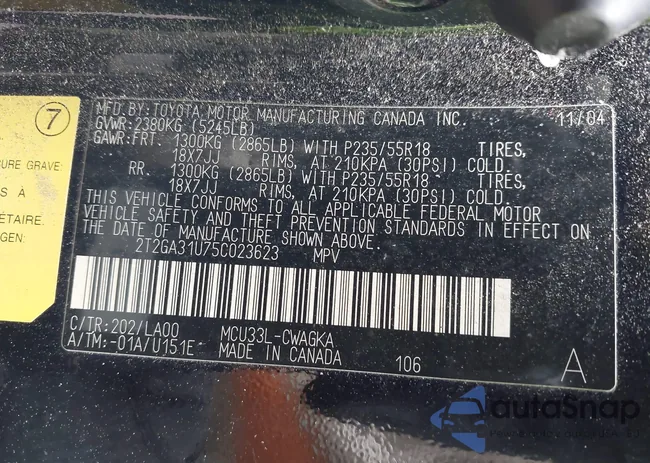 7
URE GRAVE
S À
ÉTAIRE.
GEN:
MFD. BY: TOYOTA MOTOR MANUFACTURING CANADA INC. 11/04
GVWR: 2380KG (5245LB)
GAWR: FRT. 1300KG (2865LB) WITH P235/55R18 TIRES,
18X7JJ RIMS, AT 210KPA (30PSI) COLD.
RR. 1300KG (2865LB) WITH P235/55R18 TIRES,
18X7JJ RIMS, AT 210KPA (30PSI) COLD.
THIS VEHICLE CONFORMS TO ALL APPLICABLE FEDERAL MOTOR
VEHICLE SAFETY AND THEFT PREVENTION STANDARDS IN EFFECT ON
THE DATE OF MANUFACTURE SHOWN ABOVE.
2T2GA31U75C023623 MPV
C/TR: 202/LA00 MCU33L-CWAGKA
A/TM: -01A/U151E MADE IN CANADA 106 A
autoSnap